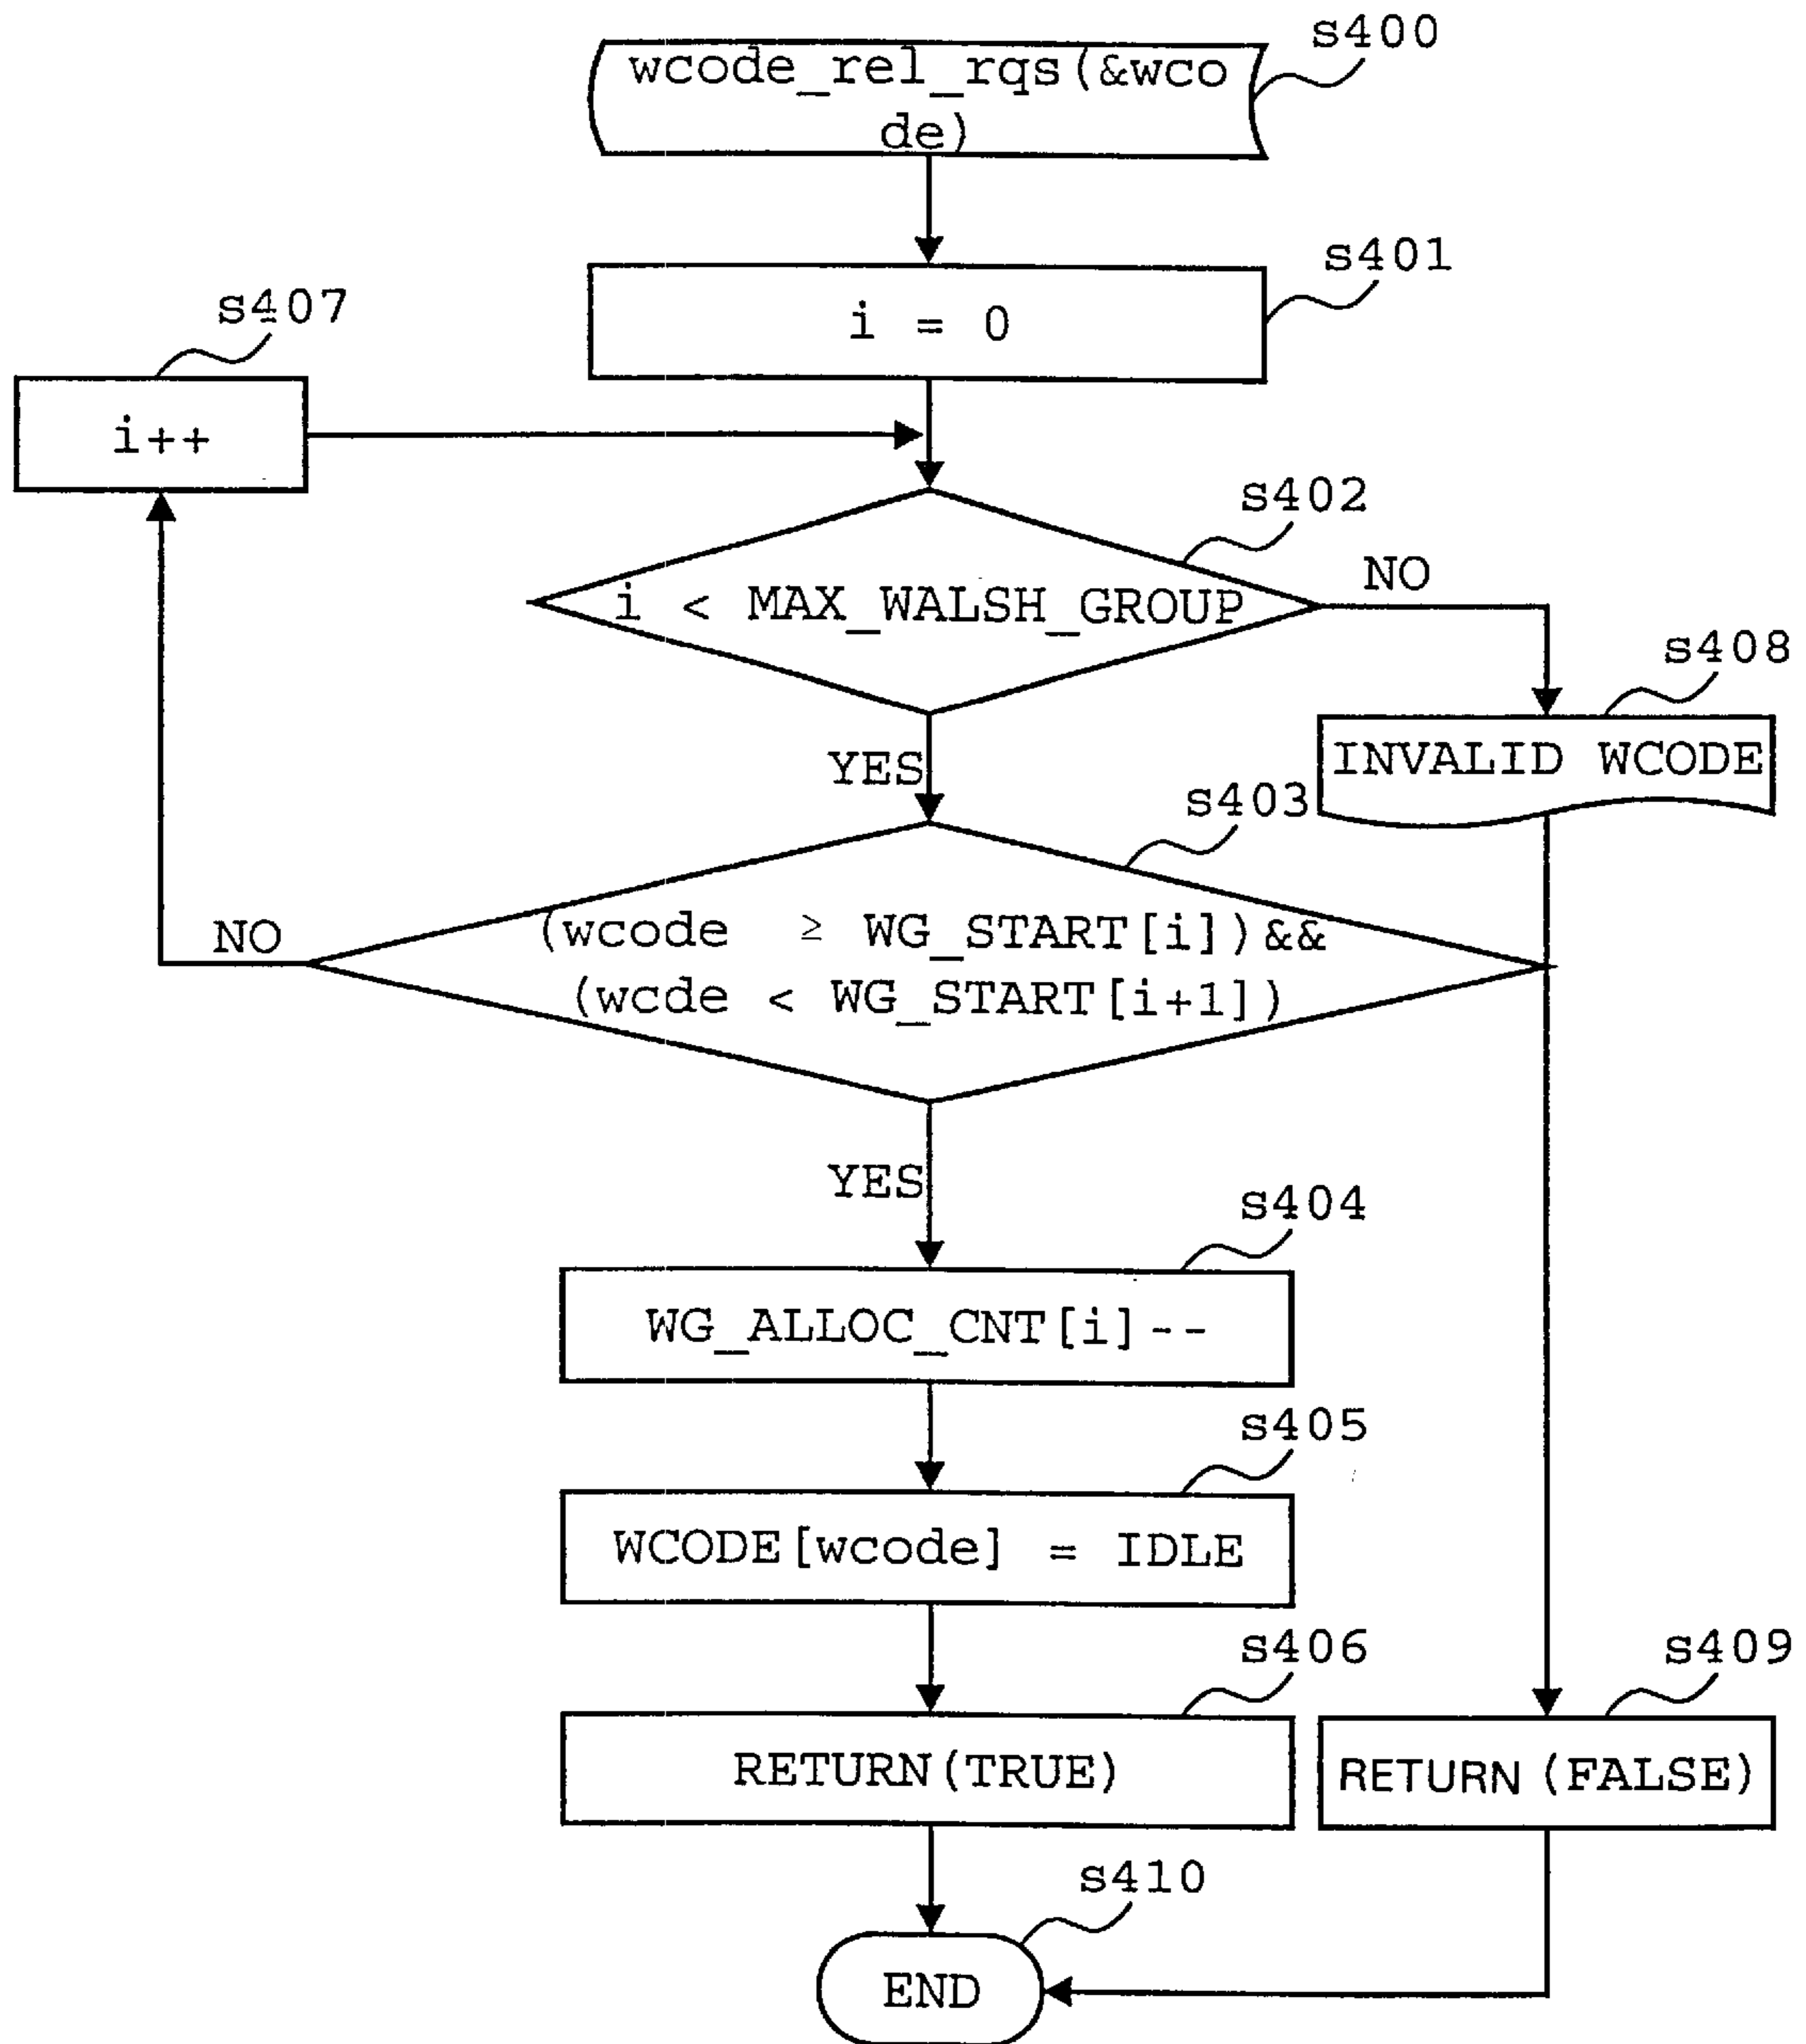 s400
wcode_rel_rqs(&wco
de)
s401
i = 0
s407
i++
s402
i < MAX_WALSH_GROUP
NO
s408
INVALID WCODE
YES
s403
(wcode ≥ WG_START[i])&&
(wcde < WG_START[i+1])
NO
YES
s404
WG_ALLOC_CNT[i]--
s405
WCODE[wcode] = IDLE
s406
RETURN(TRUE)
s409
RETURN(FALSE)
s410
END